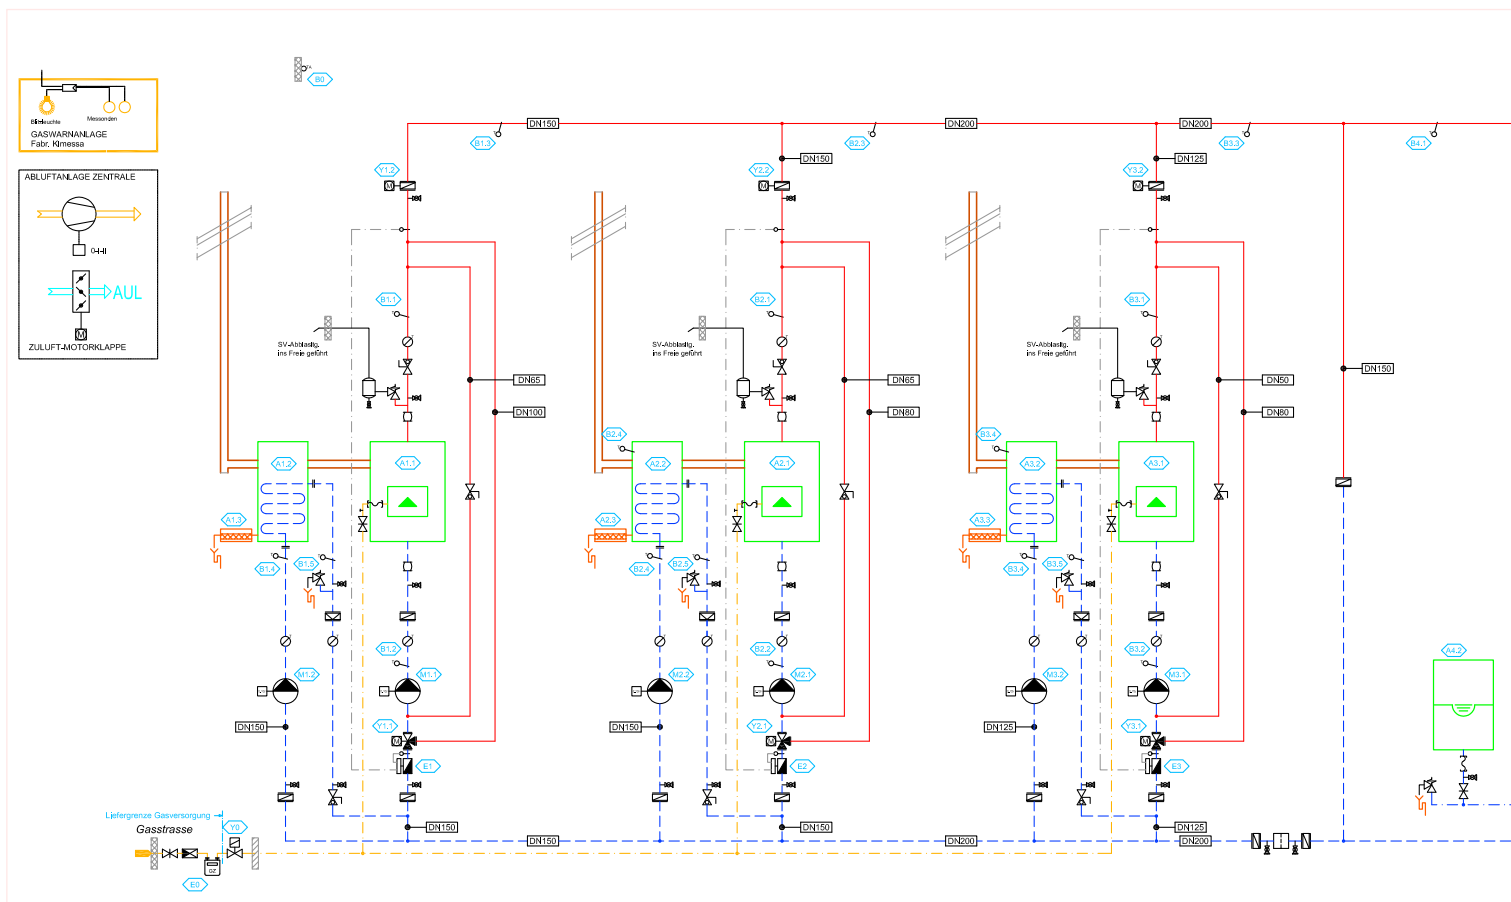 B0
Blitzleuchte
Messonden
GASWARNANLAGE
Fabr. Kimessa
ABLUFTANLAGE ZENTRALE
0-I-II
AUL
M
ZULUFT-MOTORKLAPPE
DN150
DN200
DN200
B1.3
B2.3
B3.3
B4.1
DN150
DN125
Y1.2
Y2.2
Y3.2
M
M
M
B1.1
B2.1
B3.1
SV-Abblasltg.
ins Freie geführt
SV-Abblasltg.
ins Freie geführt
SV-Abblasltg.
ins Freie geführt
DN150
DN65
DN65
DN50
DN100
DN80
DN80
B2.4
B3.4
A1.2
A1.1
A2.2
A2.1
A3.2
A3.1
A1.3
A2.3
A3.3
B1.4
B1.5
B2.4
B2.5
B3.4
B3.5
B1.2
B2.2
B3.2
A4.2
M1.2
M1.1
M2.2
M2.1
M3.2
M3.1
DN150
Y1.1
DN150
Y2.1
DN125
Y3.1
M
M
M
E1
E2
E3
Liefergrenze Gasversorgung
Gasstrasse
Y0
DN150
DN150
DN125
DN150
DN200
DN200
GZ
E0